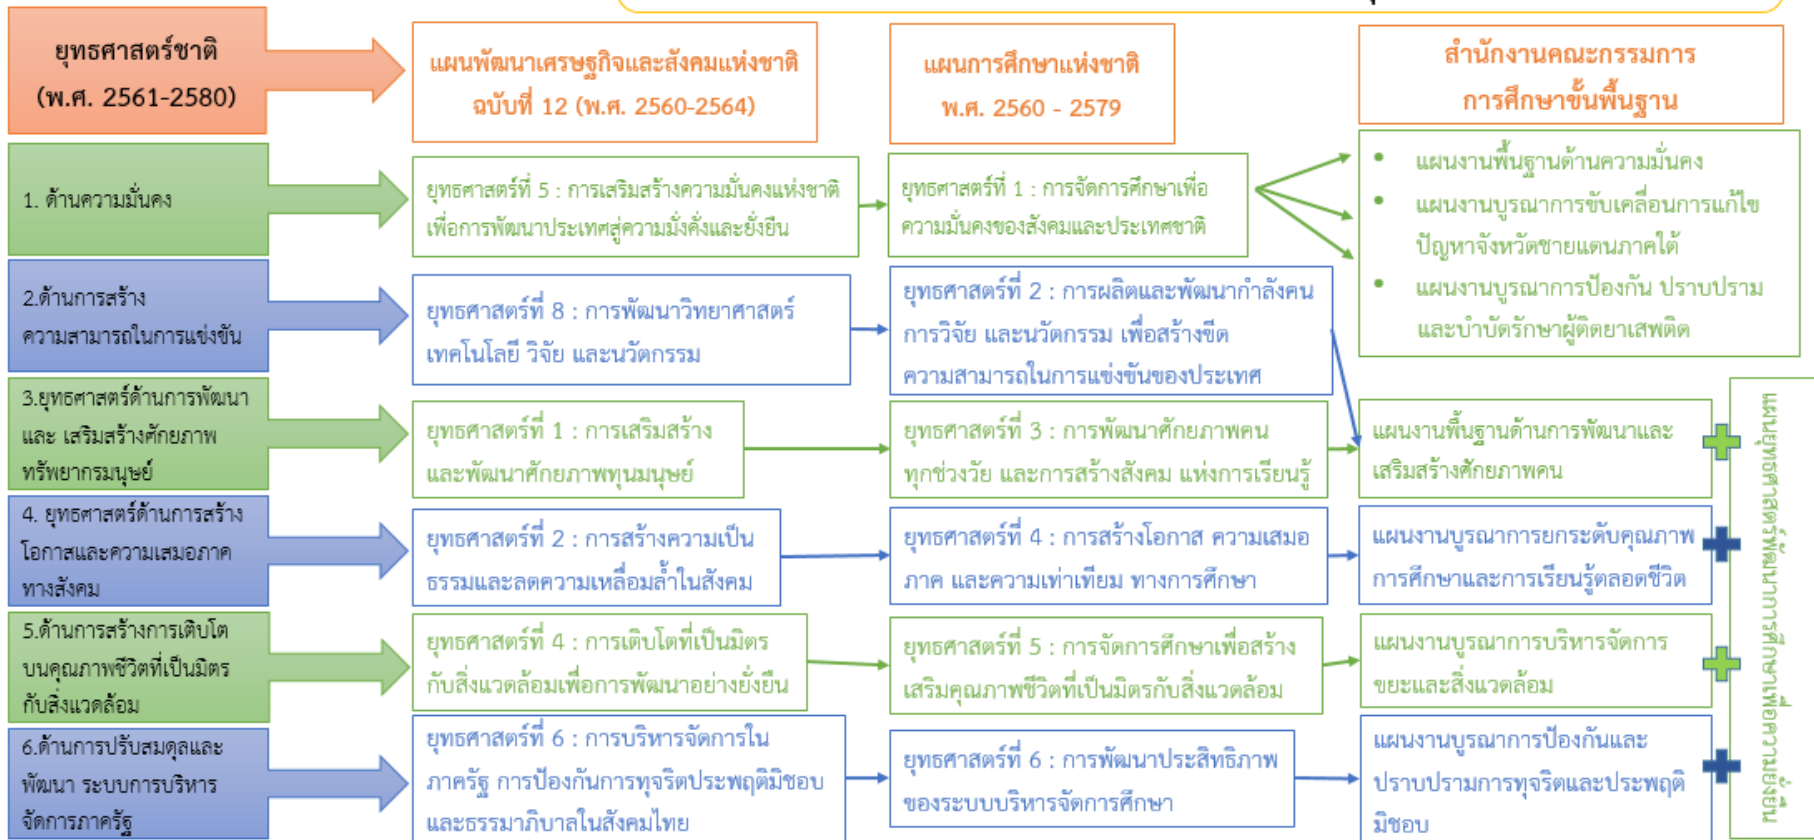 ยุทธศาสตร์ชาติ
(พ.ศ. 2561-2580)
แผนพัฒนาเศรษฐกิจและสังคมแห่งชาติ
ฉบับที่ 12 (พ.ศ. 2560-2564)
แผนการศึกษาแห่งชาติ
พ.ศ. 2560 - 2579
สำนักงานคณะกรรมการ
การศึกษาขั้นพื้นฐาน
1. ด้านความมั่นคง
ยุทธศาสตร์ที่ 5 : การเสริมสร้างความมั่นคงแห่งชาติ
เพื่อการพัฒนาประเทศสู่ความมั่งคั่งและยั่งยืน
ยุทธศาสตร์ที่ 1 : การจัดการศึกษาเพื่อ
ความมั่นคงของสังคมและประเทศชาติ
• แผนงานพื้นฐานด้านความมั่นคง
• แผนงานบูรณาการขับเคลื่อนการแก้ไข
ปัญหาจังหวัดชายแดนภาคใต้
• แผนงานบูรณาการป้องกัน ปราบปราม
และบำบัดรักษาผู้ติดยาเสพติด
2.ด้านการสร้าง
ความสามารถในการแข่งขัน
ยุทธศาสตร์ที่ 8 : การพัฒนาวิทยาศาสตร์
เทคโนโลยี วิจัย และนวัตกรรม
ยุทธศาสตร์ที่ 2 : การผลิตและพัฒนากำลังคน
การวิจัย และนวัตกรรม เพื่อสร้างขีด
ความสามารถในการแข่งขันของประเทศ
3.ยุทธศาสตร์ด้านการพัฒนา
และ เสริมสร้างศักยภาพ
ทรัพยากรมนุษย์
ยุทธศาสตร์ที่ 1 : การเสริมสร้าง
และพัฒนาศักยภาพทุนมนุษย์
ยุทธศาสตร์ที่ 3 : การพัฒนาศักยภาพคน
ทุกช่วงวัย และการสร้างสังคม แห่งการเรียนรู้
แผนงานพื้นฐานด้านการพัฒนาและ
เสริมสร้างศักยภาพคน
4. ยุทธศาสตร์ด้านการสร้าง
โอกาสและความเสมอภาค
ทางสังคม
ยุทธศาสตร์ที่ 2 : การสร้างความเป็น
ธรรมและลดความเหลื่อมล้ำในสังคม
ยุทธศาสตร์ที่ 4 : การสร้างโอกาส ความเสมอ
ภาค และความเท่าเทียม ทางการศึกษา
แผนงานบูรณาการยกระดับคุณภาพ
การศึกษาและการเรียนรู้ตลอดชีวิต
5.ด้านการสร้างการเติบโต
บนคุณภาพชีวิตที่เป็นมิตร
กับสิ่งแวดล้อม
ยุทธศาสตร์ที่ 4 : การเติบโตที่เป็นมิตร
กับสิ่งแวดล้อมเพื่อการพัฒนาอย่างยั่งยืน
ยุทธศาสตร์ที่ 5 : การจัดการศึกษาเพื่อสร้าง
เสริมคุณภาพชีวิตที่เป็นมิตรกับสิ่งแวดล้อม
แผนงานบูรณาการบริหารจัดการ
ขยะและสิ่งแวดล้อม
6.ด้านการปรับสมดุลและ
พัฒนา ระบบการบริหาร
จัดการภาครัฐ
ยุทธศาสตร์ที่ 6 : การบริหารจัดการใน
ภาครัฐ การป้องกันการทุจริตประพฤติมิชอบ
และธรรมาภิบาลในสังคมไทย
ยุทธศาสตร์ที่ 6 : การพัฒนาประสิทธิภาพ
ของระบบบริหารจัดการศึกษา
แผนงานบูรณาการป้องกันและ
ปราบปรามการทุจริตและประพฤติ
มิชอบ
แผนยุทธศาสตร์พัฒนาการศึกษาเพื่อความยั่งยืน